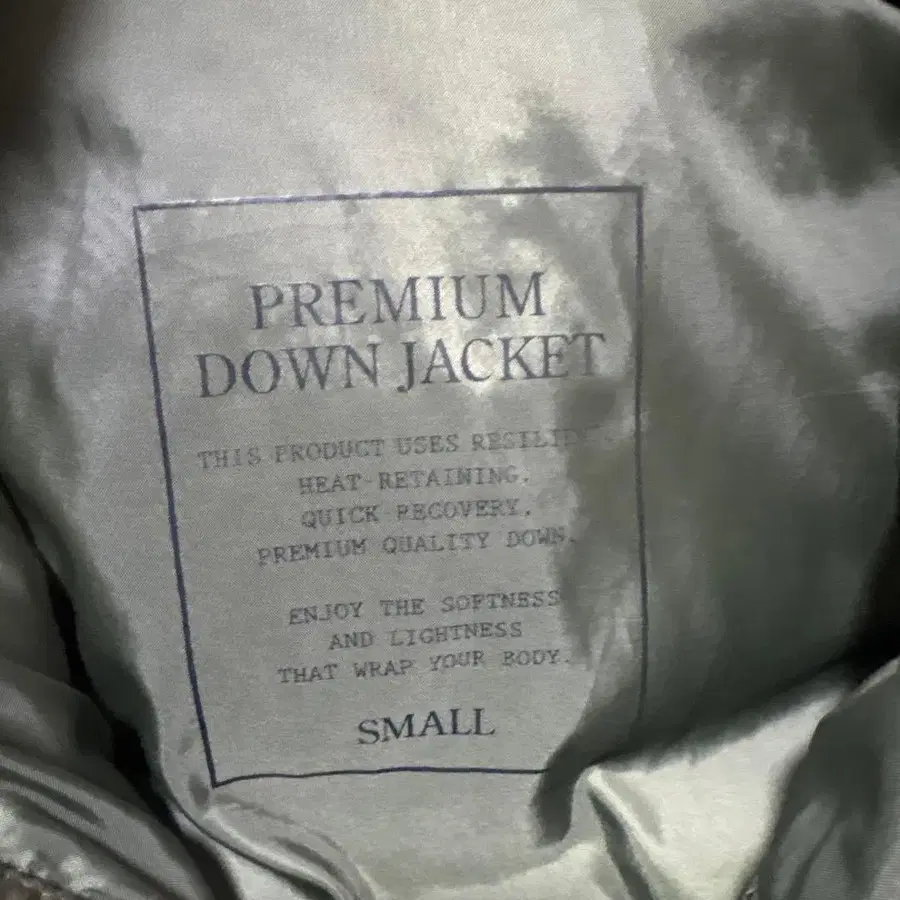 PREMIUM
DOWN JACKET
THIS PRODUCT USES
HEAT-RETAINING,
QUICK RECOVERY,
PREMIUM QUALITY DOWN.
ENJOY THE SOFTNESS
AND LIGHTNESS
THAT WRAP YOUR BODY.
SMALL